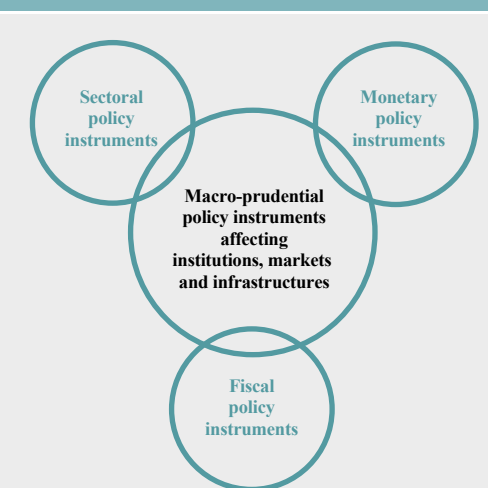 Sectoral
policy
instruments
Monetary
policy
instruments
Macro-prudential
policy instruments
affecting
institutions, markets
and infrastructures
Fiscal
policy
instruments